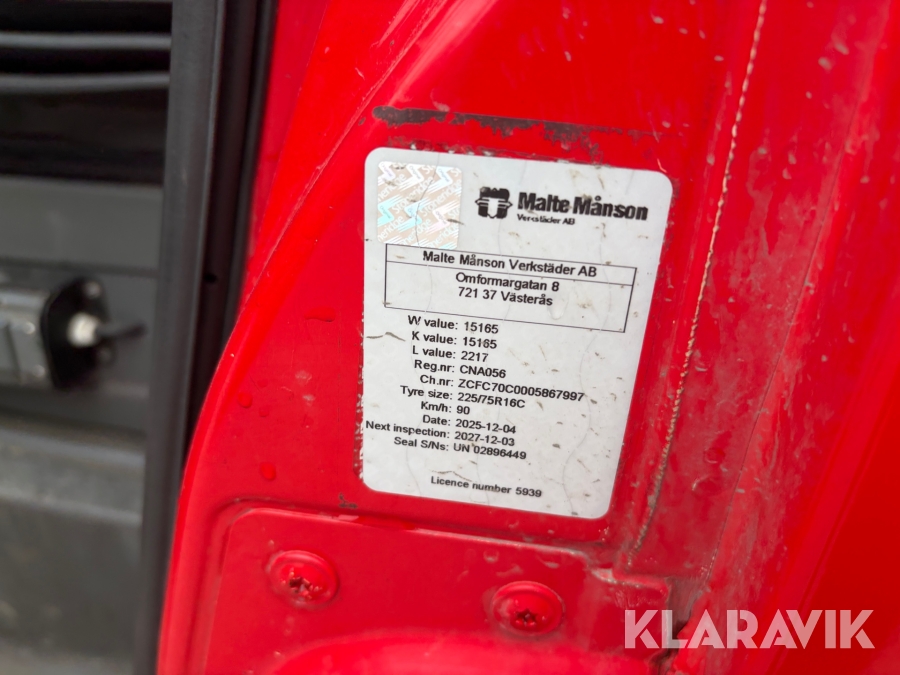 Malte Månson
Verkstäder AB
Malte Månson Verkstäder AB
Omformargatan 8
721 37 Västerås
W value: 15165
K value: 15165
L value: 2217
Reg.nr: CNA056
Ch.nr: ZCFC70C0005867997
Tyre size: 225/75R16C
Km/h: 90
Date: 2025-12-04
Next inspection: 2027-12-03
Seal S/Ns: UN 02896449
Licence number 5939
KLARAVIK